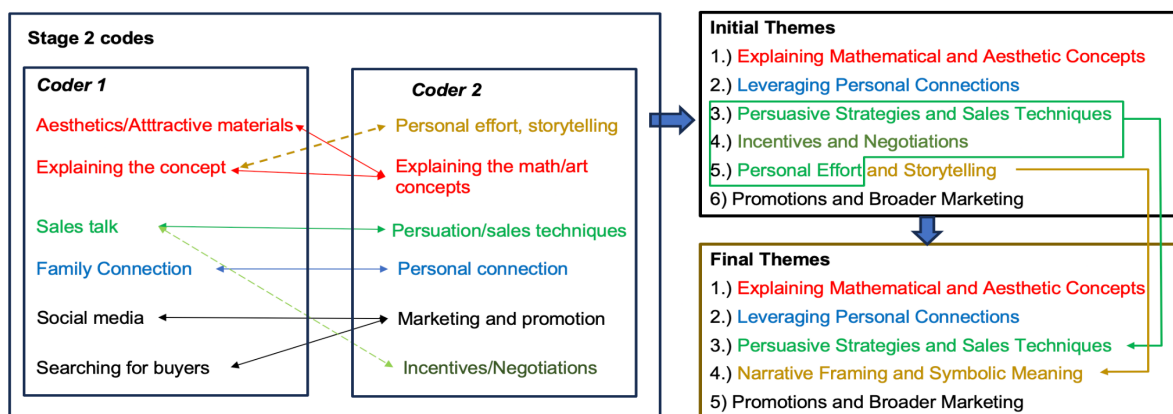 Stage 2 codes
Coder 1
Aesthetics/Atttractive materials
Explaining the concept
Sales talk
Family Connection
Social media
Searching for buyers
Coder 2
Personal effort, storytelling
Explaining the math/art
concepts
Persuation/sales techniques
Personal connection
Marketing and promotion
Incentives/Negotiations
Initial Themes
1.) Explaining Mathematical and Aesthetic Concepts
2.) Leveraging Personal Connections
3.) Persuasive Strategies and Sales Techniques
4.) Incentives and Negotiations
5.) Personal Effort and Storytelling
6) Promotions and Broader Marketing
Final Themes
1.) Explaining Mathematical and Aesthetic Concepts
2.) Leveraging Personal Connections
3.) Persuasive Strategies and Sales Techniques
4.) Narrative Framing and Symbolic Meaning
5) Promotions and Broader Marketing